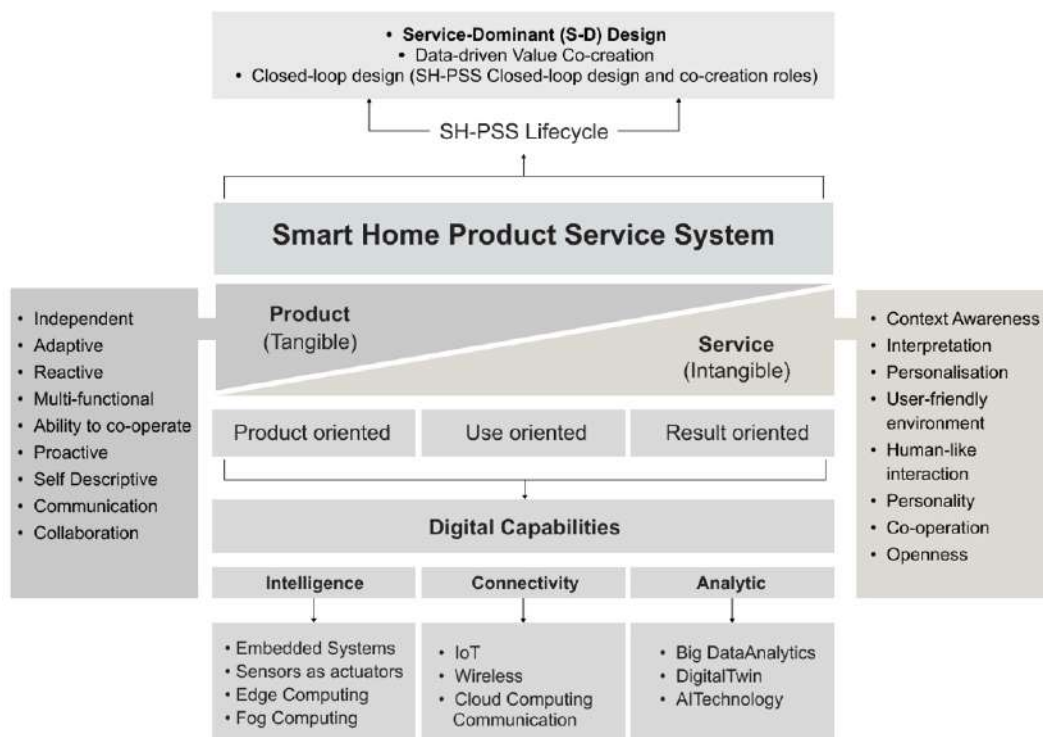 • Service-Dominant (S-D) Design
• Data-driven Value Co-creation
• Closed-loop design (SH-PSS Closed-loop design and co-creation roles)
SH-PSS Lifecycle
Smart Home Product Service System
• Independent
• Adaptive
• Reactive
• Multi-functional
• Ability to co-operate
• Proactive
• Self Descriptive
• Communication
• Collaboration
Product
(Tangible)
Service
(Intangible)
• Context Awareness
• Interpretation
• Personalisation
• User-friendly
environment
• Human-like
interaction
• Personality
• Co-operation
• Openness
Product oriented
Use oriented
Result oriented
Digital Capabilities
Intelligence
Connectivity
Analytic
• Embedded Systems
• Sensors as actuators
• Edge Computing
• Fog Computing
• IoT
• Wireless
• Cloud Computing
Communication
• Big DataAnalytics
• DigitalTwin
• AITechnology